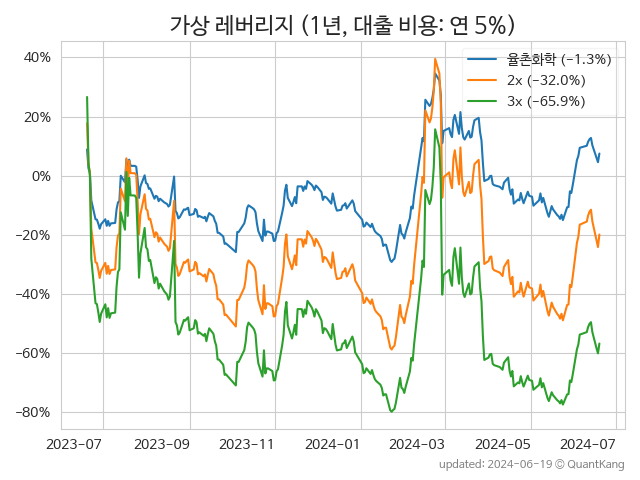 가상 레버리지 (1년, 대출 비용: 연 5%)
율촌화학 (−1.3%)
2x (−32.0%)
3x (−65.9%)
40%
20%
0%
−20%
−40%
−60%
−80%
2023-07 2023-09 2023-11 2024-01 2024-03 2024-05 2024-07
updated: 2024-06-19 ⓒ QuantKang